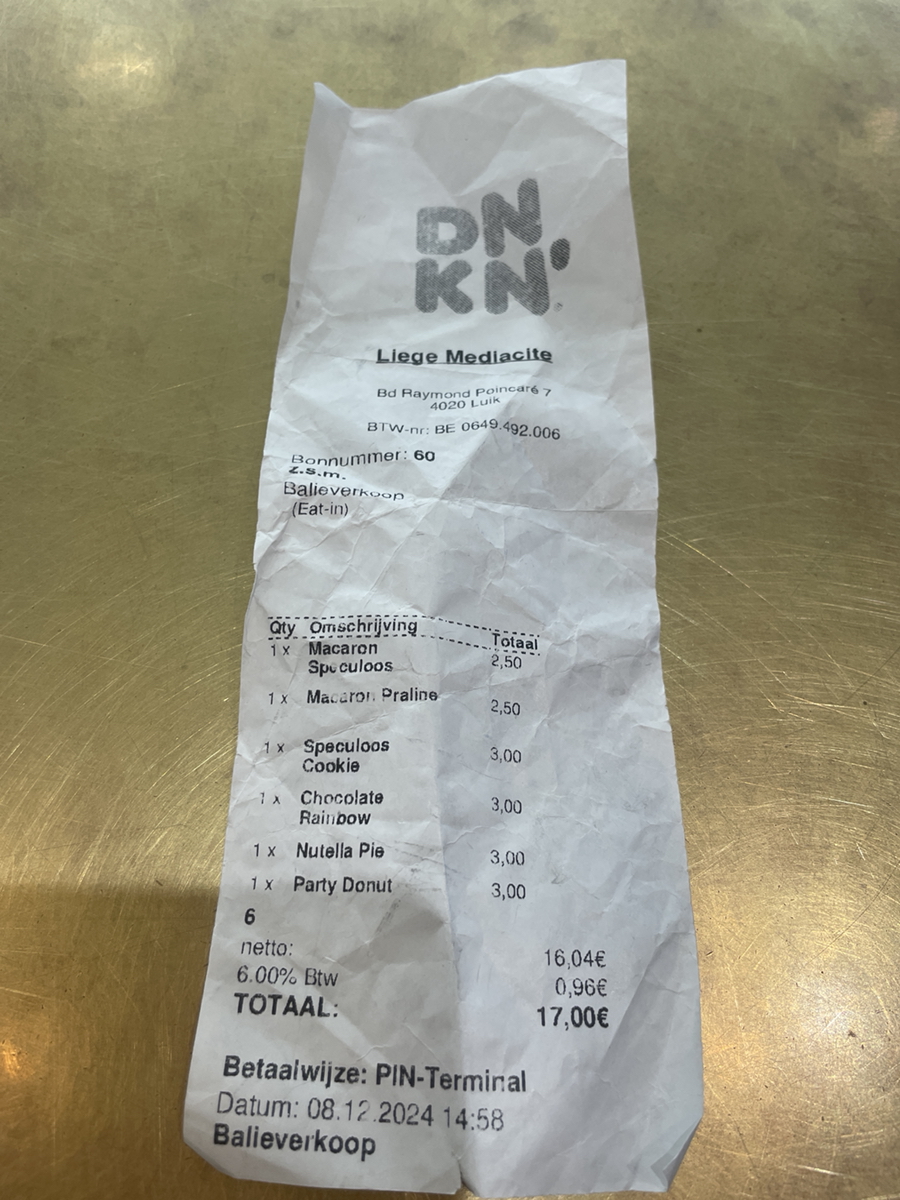 DN
KN'
Liege Mediacite
Bd Raymond Poincaré 7
4020 Luik
BTW-nr: BE 0649.492.006
Bonnummer: 60
z.s.m.
Balieverkoop
(Eat-in)
Qty Omschrijving Totaal
1 x Macaron 2,50
Speculoos
1 x Macaron Praline 2,50
1 x Speculoos 3,00
Cookie
1 x Chocolate 3,00
Rainbow
1 x Nutella Pie 3,00
1 x Party Donut 3,00
6
netto: 16,04€
6.00% Btw 0,96€
TOTAAL: 17,00€
Betaalwijze: PIN-Terminal
Datum: 08.12.2024 14:58
Balieverkoop